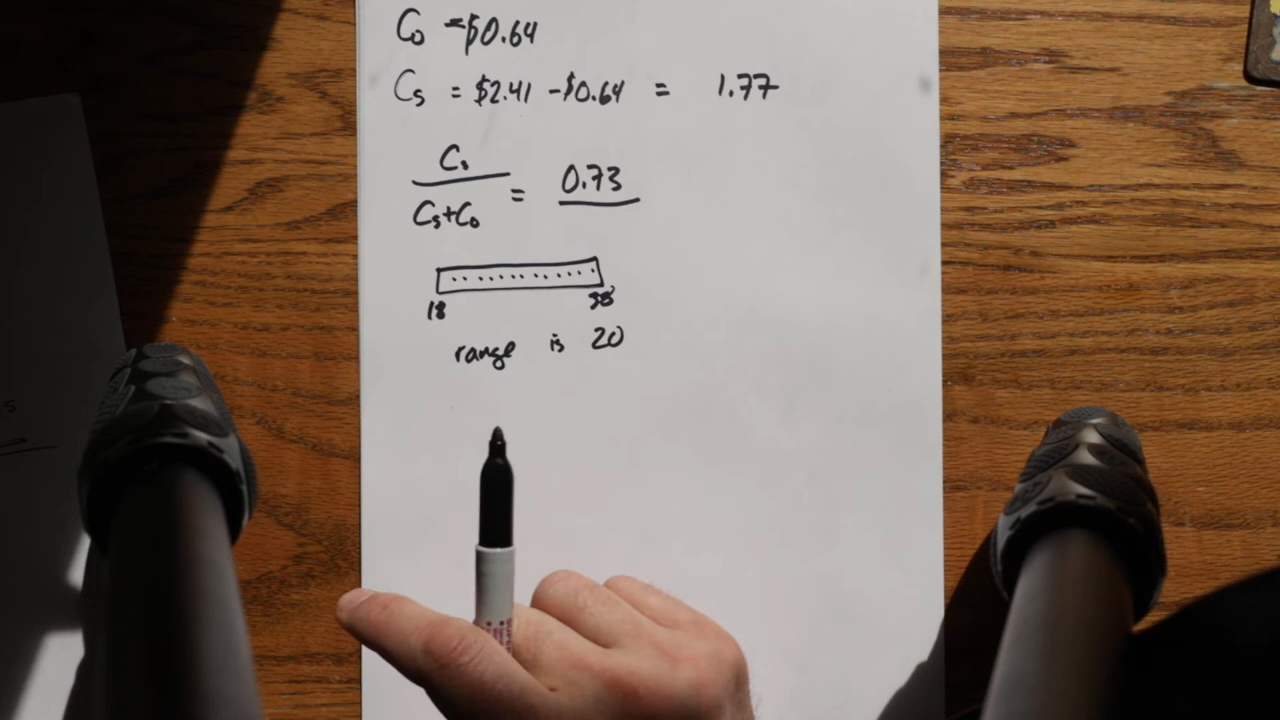 Co = $0.64
Cs = $2.41 - $0.64 = 1.77
Cs
Cs+Co = 0.73
18 38
range is 20